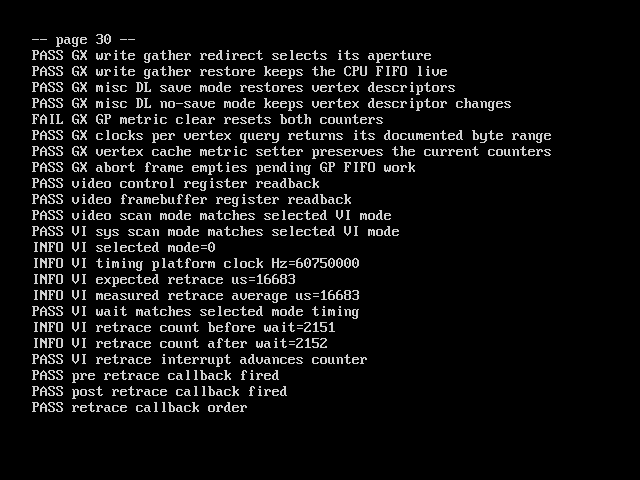 -- page 30 --
PASS GX write gather redirect selects its aperture
PASS GX write gather restore keeps the CPU FIFO live
PASS GX misc DL save mode restores vertex descriptors
PASS GX misc DL no-save mode keeps vertex descriptor changes
FAIL GX GP metric clear resets both counters
PASS GX clocks per vertex query returns its documented byte range
PASS GX vertex cache metric setter preserves the current counters
PASS GX abort frame empties pending GP FIFO work
PASS video control register readback
PASS video framebuffer register readback
PASS video scan mode matches selected VI mode
PASS VI sys scan mode matches selected VI mode
INFO VI selected mode=0
INFO VI timing platform clock Hz=60750000
INFO VI expected retrace us=16683
INFO VI measured retrace average us=16683
PASS VI wait matches selected mode timing
INFO VI retrace count before wait=2151
INFO VI retrace count after wait=2152
PASS VI retrace interrupt advances counter
PASS pre retrace callback fired
PASS post retrace callback fired
PASS retrace callback order